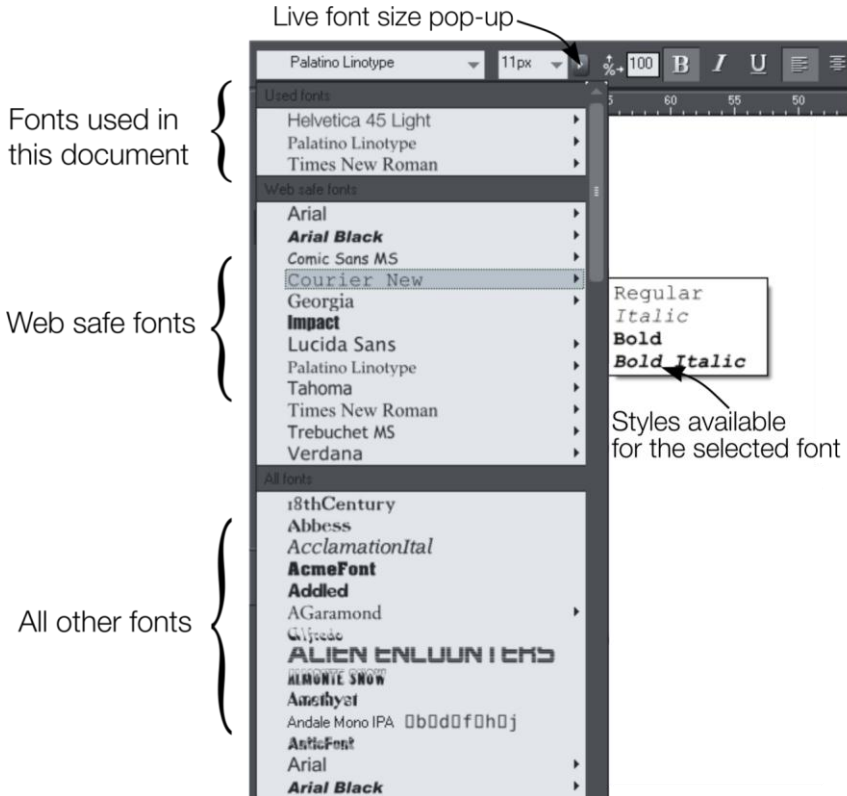 Live font size pop-up
Palatino Linotype 11px 100 B I U
60 55 50
Fonts used in
this document
Used fonts
Helvetica 45 Light
Palatino Linotype
Times New Roman
Web safe fonts
Web safe fonts
Arial
Arial Black
Comic Sans MS
Courier New
Georgia
Impact
Lucida Sans
Palatino Linotype
Tahoma
Times New Roman
Trebuchet MS
Verdana
Regular
Italic
Bold
Bold Italic
Styles available
for the selected font
All other fonts
All fonts
18thCentury
Abbess
AcclamationItal
AcmeFont
Addled
AGaramond
Alfredo
ALIEN ENCOUNTERS
ALMONTE SNOW
Amethyst
Andale Mono IPA ▯b▯d▯f▯h▯j
AnticFont
Arial
Arial Black